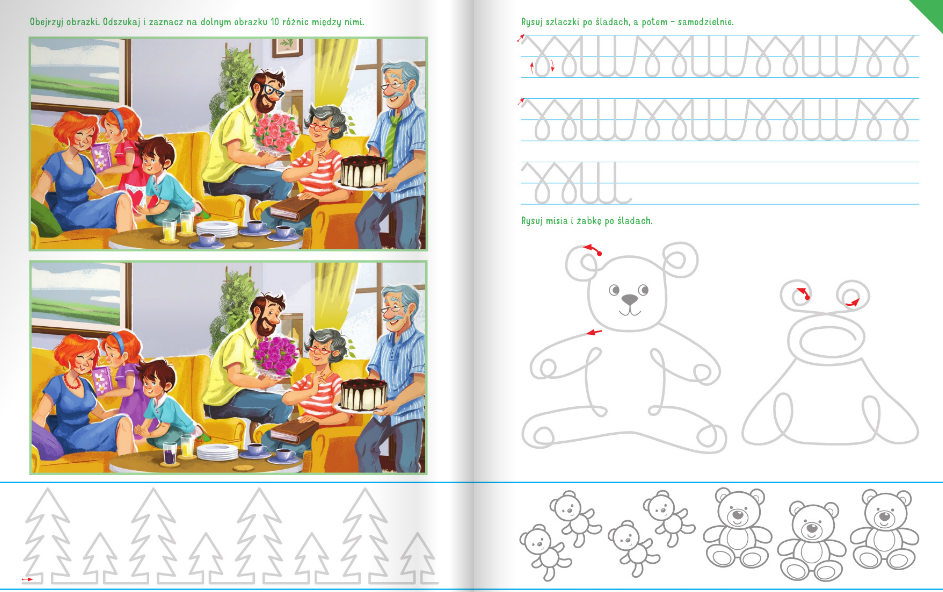 Obejrzyj obrazki. Odszukaj i zaznacz na dolnym obrazku 10 różnic między nimi.
Rysuj szlaczki po śladach, a potem – samodzielnie.
Rysuj misia i żabkę po śladach.